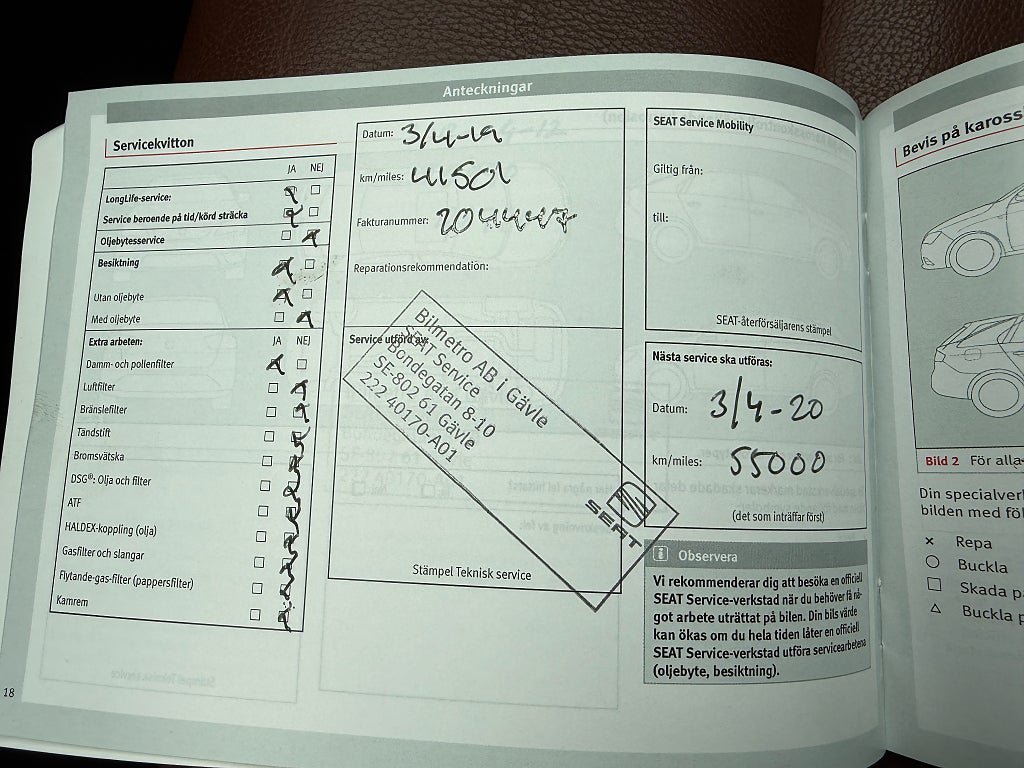 Anteckningar
Servicekvitton
JA NEJ
LongLife-service:
Service beroende på tid/körd sträcka
Oljebytesservice
Besiktning
Utan oljebyte
Med oljebyte
Extra arbeten: JA NEJ
Damm- och pollenfilter
Luftfilter
Bränslefilter
Tändstift
Bromsvätska
DSG®: Olja och filter
ATF
HALDEX-koppling (olja)
Gasfilter och slangar
Flytande-gas-filter (pappersfilter)
Kamrem
18
Datum: 3/4-19
km/miles: 41501
Fakturanummer: 2044447
Reparationsrekommendation:
Service utförd av:
Bilmetro AB i Gävle
SEAT Service
Bondegatan 8-10
SE-802 61 Gävle
222 40170-A01
SEAT
Stämpel Teknisk service
SEAT Service Mobility
Giltig från:
till:
SEAT-återförsäljarens stämpel
Nästa service ska utföras:
Datum: 3/4-20
km/miles: 55000
(det som inträffar först)
Observera
Vi rekommenderar dig att besöka en officiell
SEAT Service-verkstad när du behöver få nå-
got arbete uträttat på bilen. Din bils värde
kan ökas om du hela tiden låter en officiell
SEAT Service-verkstad utföra servicearbetena
(oljebyte, besiktning).
Bevis på kaross
Bild 2 För alla
Din specialver
bilden med föl
× Repa
Buckla
Skada p
Buckla p